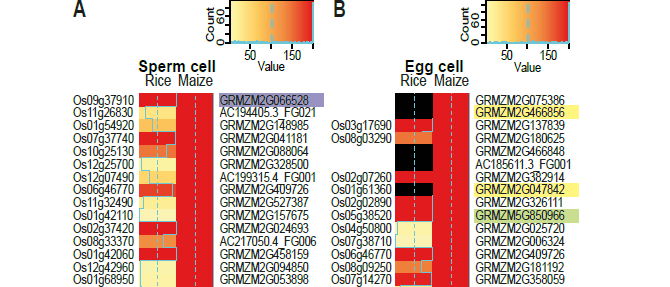 A
Count
0 60
50 150
Value
Sperm cell
Rice Maize
Os09g37910 GRMZM2G066528
Os11g26830 AC194405.3_FG021
Os01g54920 GRMZM2G148985
Os07g37740 GRMZM2G041181
Os10g25130 GRMZM2G088064
Os12g25700 GRMZM2G328500
Os12g07490 AC199315.4_FG001
Os06g46770 GRMZM2G409726
Os11g32490 GRMZM2G527387
Os01g42110 GRMZM2G157675
Os02g37420 GRMZM2G024693
Os08g33370 AC217050.4_FG006
Os01g42060 GRMZM2G458159
Os12g42960 GRMZM2G094850
Os01g68950 GRMZM2G053898
B
Count
0 60
50 150
Value
Egg cell
Rice Maize
GRMZM2G075386
GRMZM2G466856
Os03g17690 GRMZM2G137839
Os08g03290 GRMZM2G180625
GRMZM2G466848
AC185611.3_FG001
Os02g07260 GRMZM2G382914
Os01g61360 GRMZM2G047842
Os02g02890 GRMZM2G326111
Os05g38520 GRMZM5G850966
Os04g50800 GRMZM2G025720
Os07g38710 GRMZM2G006324
Os06g46770 GRMZM2G409726
Os08g09250 GRMZM2G181192
Os07g14270 GRMZM2G358059